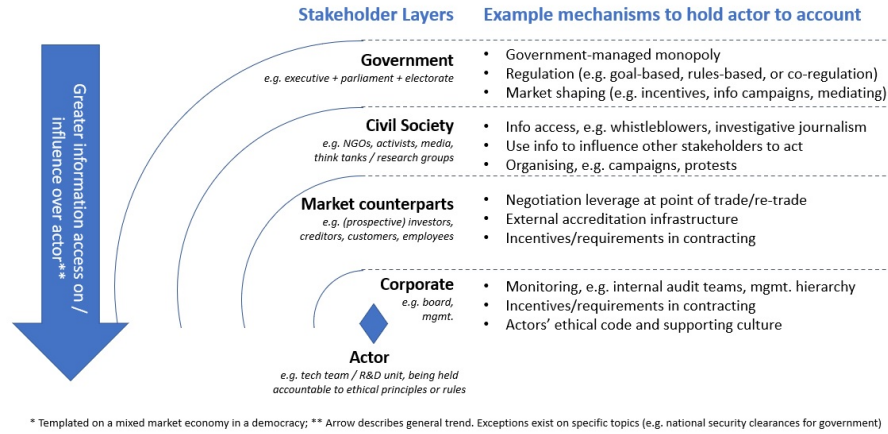 Stakeholder Layers
Example mechanisms to hold actor to account
Greater information access on /
influence over actor**
Government
e.g. executive + parliament + electorate
• Government-managed monopoly
• Regulation (e.g. goal-based, rules-based, or co-regulation)
• Market shaping (e.g. incentives, info campaigns, mediating)
Civil Society
e.g. NGOs, activists, media,
think tanks / research groups
• Info access, e.g. whistleblowers, investigative journalism
• Use info to influence other stakeholders to act
• Organising, e.g. campaigns, protests
Market counterparts
e.g. (prospective) investors,
creditors, customers, employees
• Negotiation leverage at point of trade/re-trade
• External accreditation infrastructure
• Incentives/requirements in contracting
Corporate
e.g. board,
mgmt.
• Monitoring, e.g. internal audit teams, mgmt. hierarchy
• Incentives/requirements in contracting
• Actors' ethical code and supporting culture
Actor
e.g. tech team / R&D unit, being held
accountable to ethical principles or rules
* Templated on a mixed market economy in a democracy; ** Arrow describes general trend. Exceptions exist on specific topics (e.g. national security clearances for government)